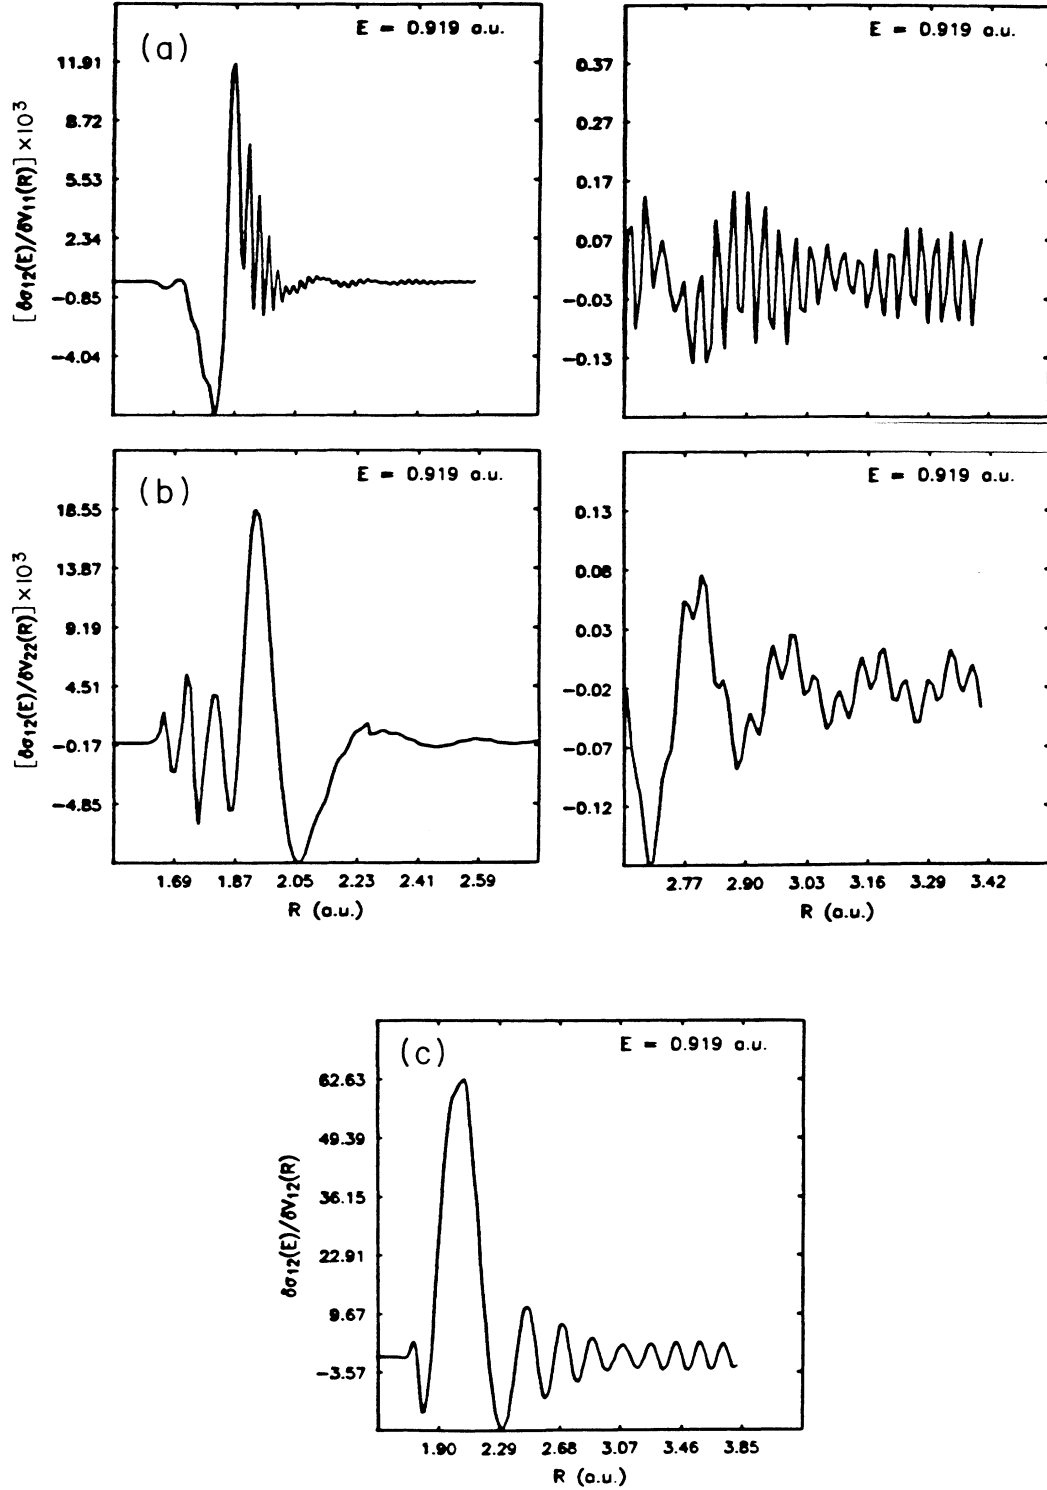 (a)
E = 0.919 a.u.
[δσ12(E)/δV11(R)] ×10³
11.91
8.72
5.53
2.34
−0.85
−4.04
E = 0.919 a.u.
0.37
0.27
0.17
0.07
−0.03
−0.13
(b)
E = 0.919 a.u.
[δσ12(E)/δV22(R)] ×10³
18.55
13.87
9.19
4.51
−0.17
−4.85
1.69 1.87 2.05 2.23 2.41 2.59
R (a.u.)
E = 0.919 a.u.
0.13
0.08
0.03
−0.02
−0.07
−0.12
2.77 2.90 3.03 3.16 3.29 3.42
R (a.u.)
(c)
E = 0.919 a.u.
δσ12(E)/δV12(R)
62.63
49.39
36.15
22.91
9.67
−3.57
1.90 2.29 2.68 3.07 3.46 3.85
R (a.u.)